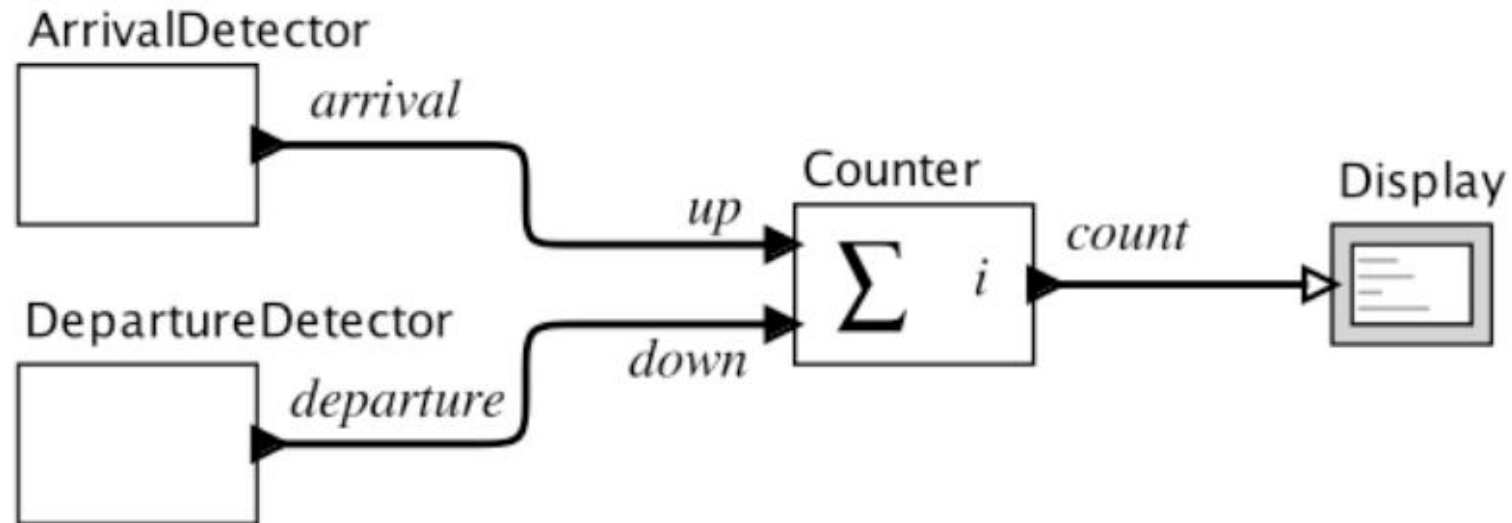 ArrivalDetector
arrival
Counter
Display
up
count
Σ i
DepartureDetector
down
departure